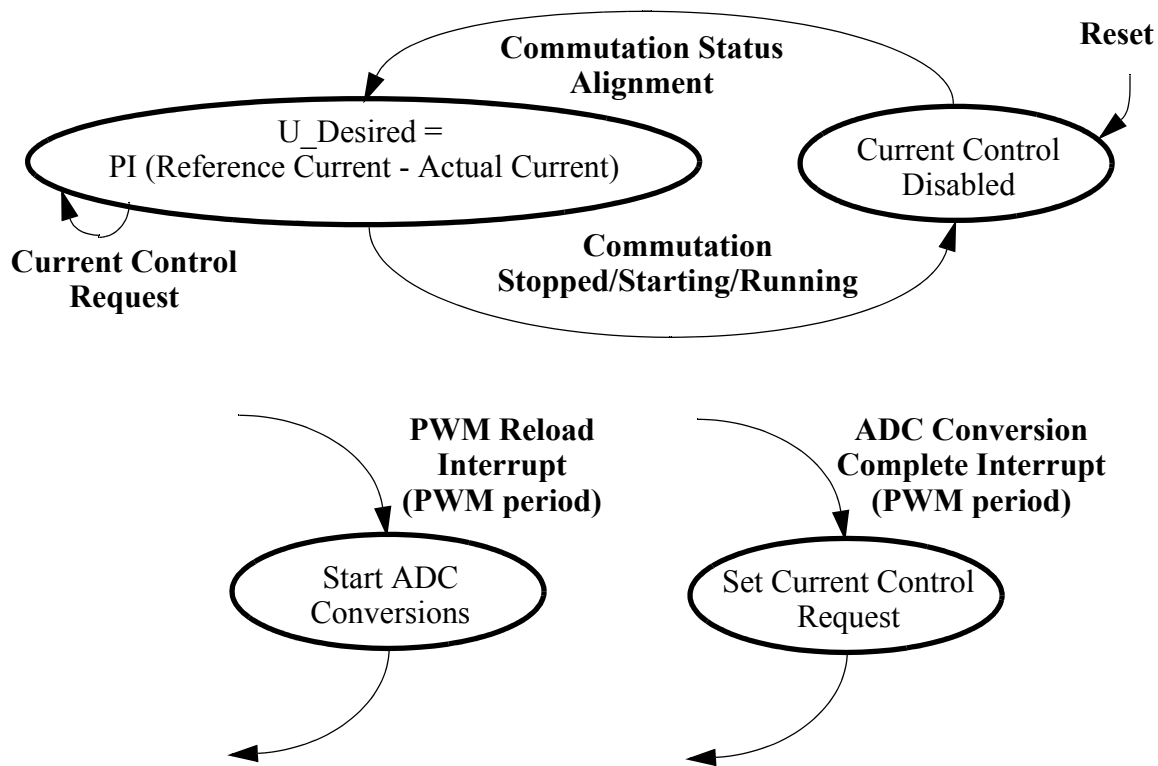 Reset
Commutation Status
Alignment
U_Desired =
PI (Reference Current - Actual Current)
Current Control
Disabled
Current Control
Request
Commutation
Stopped/Starting/Running
PWM Reload
Interrupt
(PWM period)
ADC Conversion
Complete Interrupt
(PWM period)
Start ADC
Conversions
Set Current Control
Request